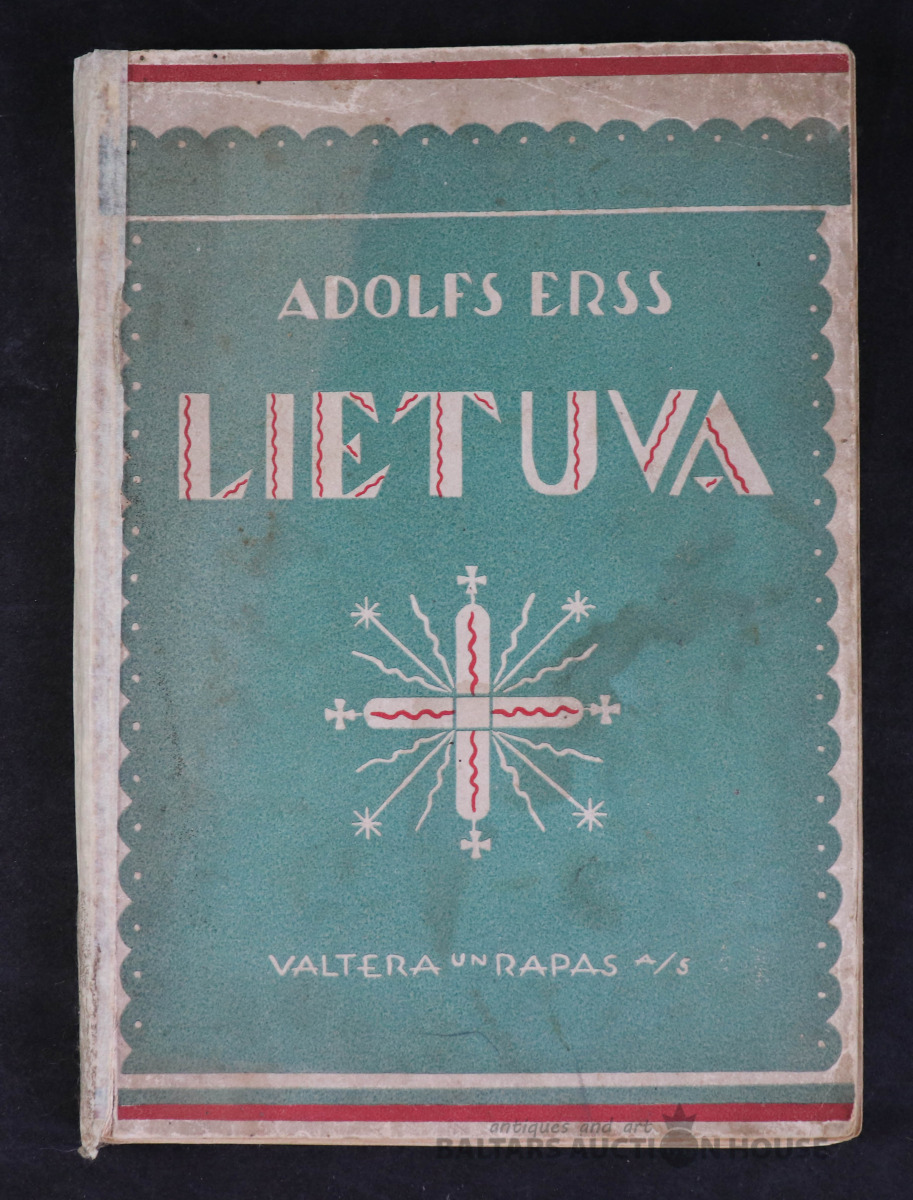 ADOLFS ERSS
LIETUVA
VALTERA UN RAPAS A/S
antiques and art
BALTARS AUCTION HOUSE